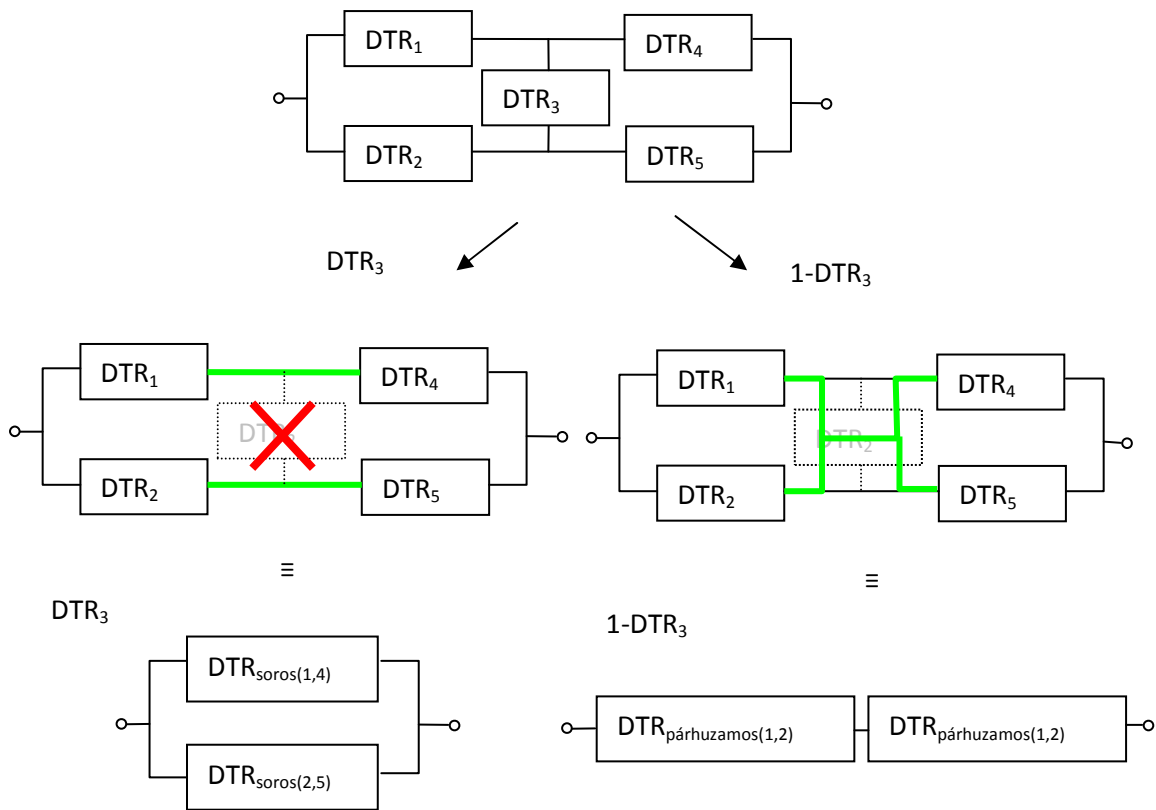 DTR₁
DTR₄
DTR₃
DTR₂
DTR₅
DTR₃
1-DTR₃
DTR₁
DTR₄
DTR₂
DTR₅
DTR₁
DTR₄
DTR₂
DTR₂
DTR₅
≡
≡
DTR₃
1-DTR₃
DTRsoros(1,4)
DTRsoros(2,5)
DTRpárhuzamos(1,2)
DTRpárhuzamos(1,2)